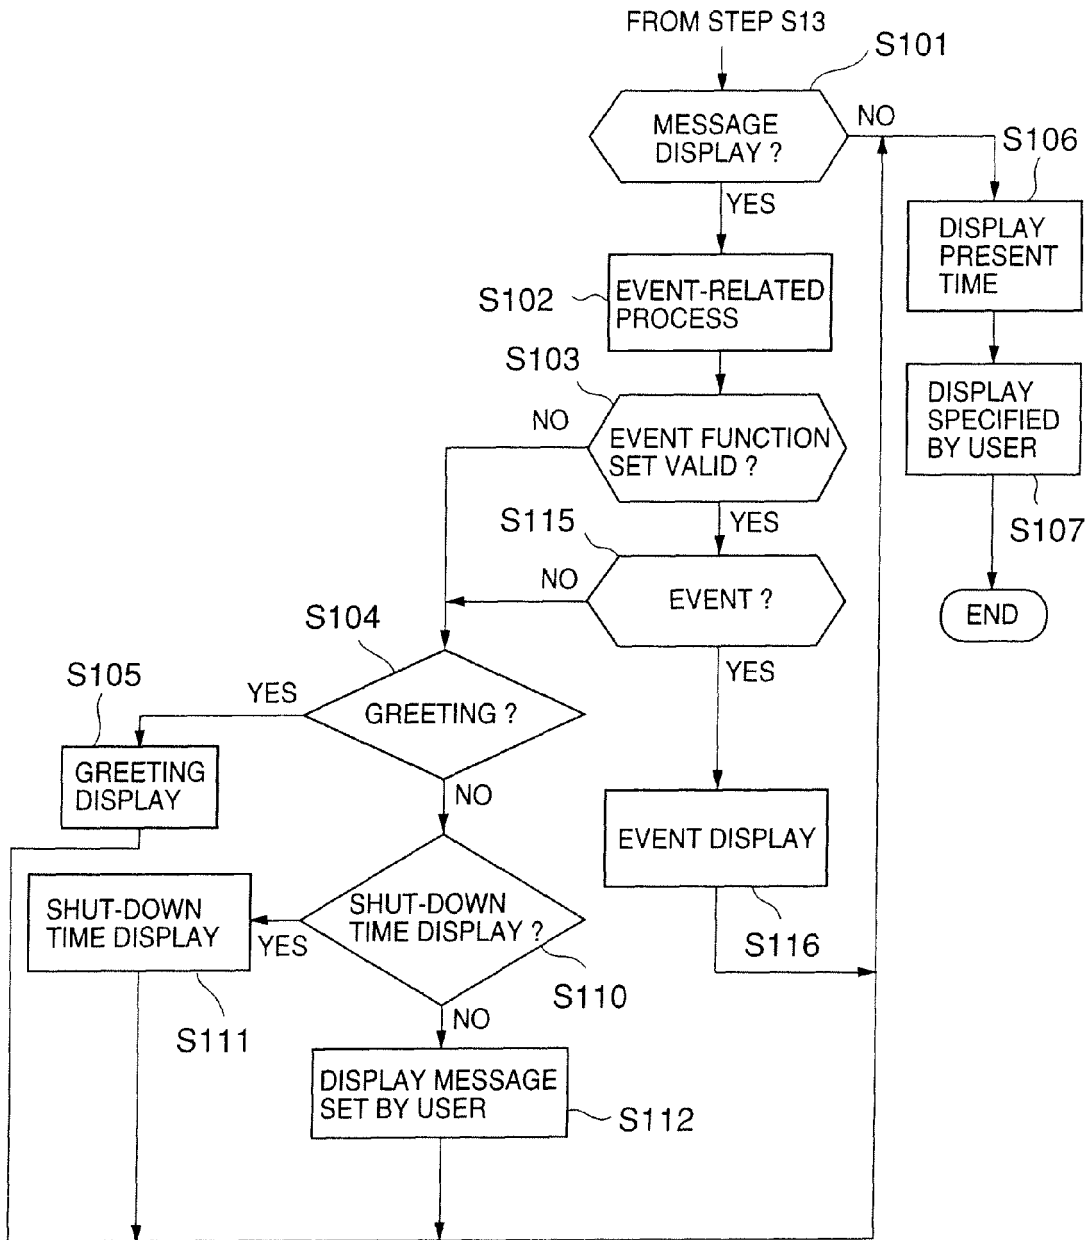 FROM STEP S13
S101
MESSAGE
DISPLAY ?
NO
YES
S106
DISPLAY
PRESENT
TIME
S102
EVENT-RELATED
PROCESS
S103
NO
EVENT FUNCTION
SET VALID ?
YES
DISPLAY
SPECIFIED
BY USER
S107
S115
NO
EVENT ?
YES
END
S104
GREETING ?
YES
NO
S105
GREETING
DISPLAY
EVENT DISPLAY
S116
SHUT-DOWN
TIME DISPLAY ?
YES
NO
S110
SHUT-DOWN
TIME DISPLAY
S111
DISPLAY MESSAGE
SET BY USER
S112